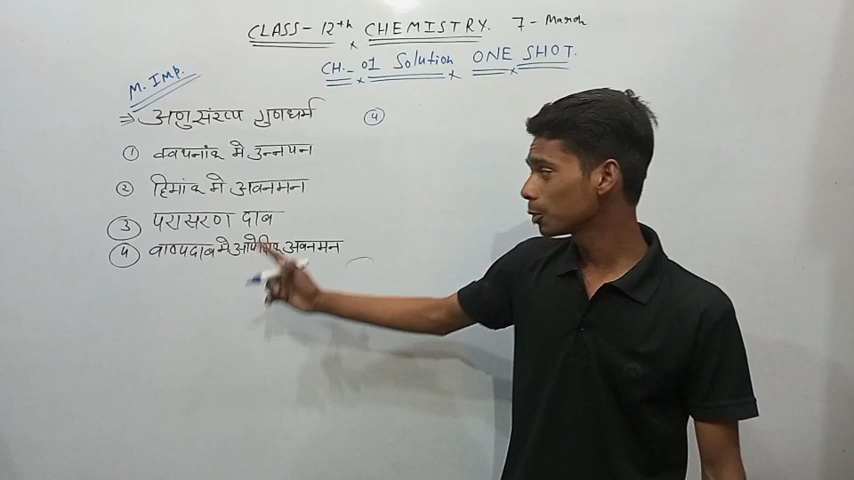 CLASS - 12th CHEMISTRY. 7 - March
CH. - 01 Solution ONE SHOT.
M. Imp.
⇒ अणुसंख्य गुणधर्म ④
① क्वथनांक मे उन्नयन
② हिमांक मे अवनमन
③ परासरण दाब
④ वाष्पदाब मे आपेक्षिक अवनमन